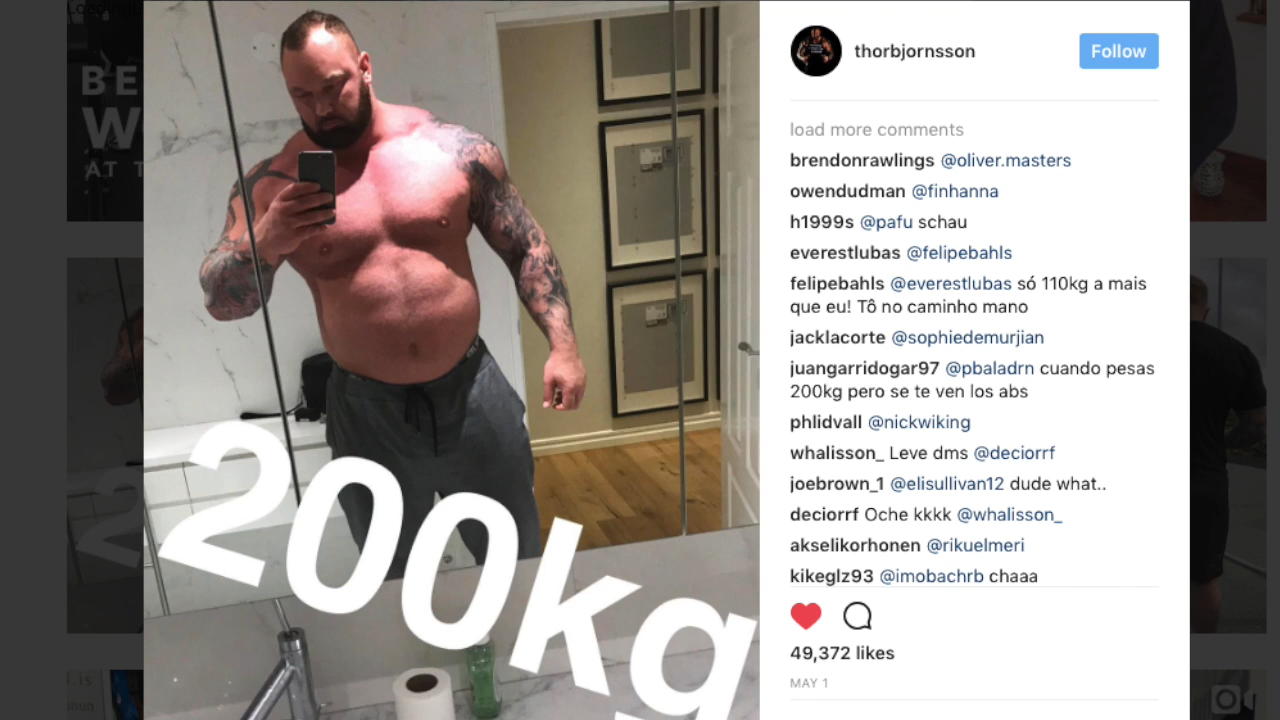 BE
W
AT T
200kg
thorbjornsson
Follow
load more comments
brendonrawlings @oliver.masters
owendudman @finhanna
h1999s @pafu schau
everestlubas @felipebahls
felipebahls @everestlubas só 110kg a mais
que eu! Tô no caminho mano
jacklacorte @sophiedemurjian
juangarridogar97 @pbaladrn cuando pesas
200kg pero se te ven los abs
phlidvall @nickwiking
whalisson_ Leve dms @deciorrf
joebrown_1 @elisullivan12 dude what..
deciorrf Oche kkkk @whalisson_
akselikorhonen @rikuelmeri
kikeglz93 @imobachrb chaaa
49,372 likes
MAY 1